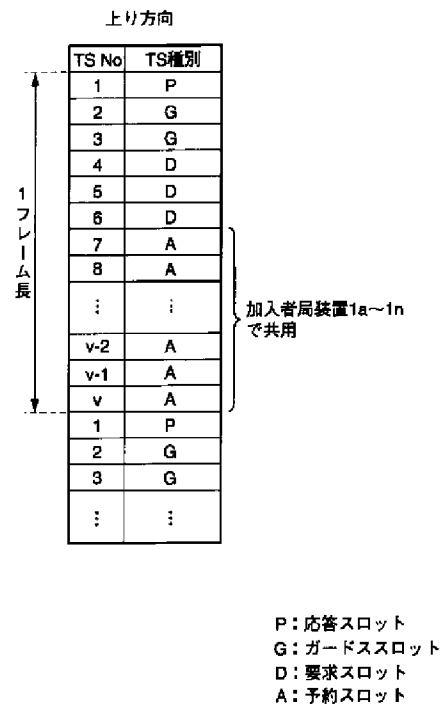 上り方向
TS No TS種別
1 P
2 G
3 G
4 D
5 D
6 D
7 A
8 A
⋮ ⋮
v-2 A
v-1 A
v A
1 P
2 G
3 G
⋮ ⋮
1フレーム長
加入者局装置1a～1n
で共用
P：応答スロット
G：ガードススロット
D：要求スロット
A：予約スロット